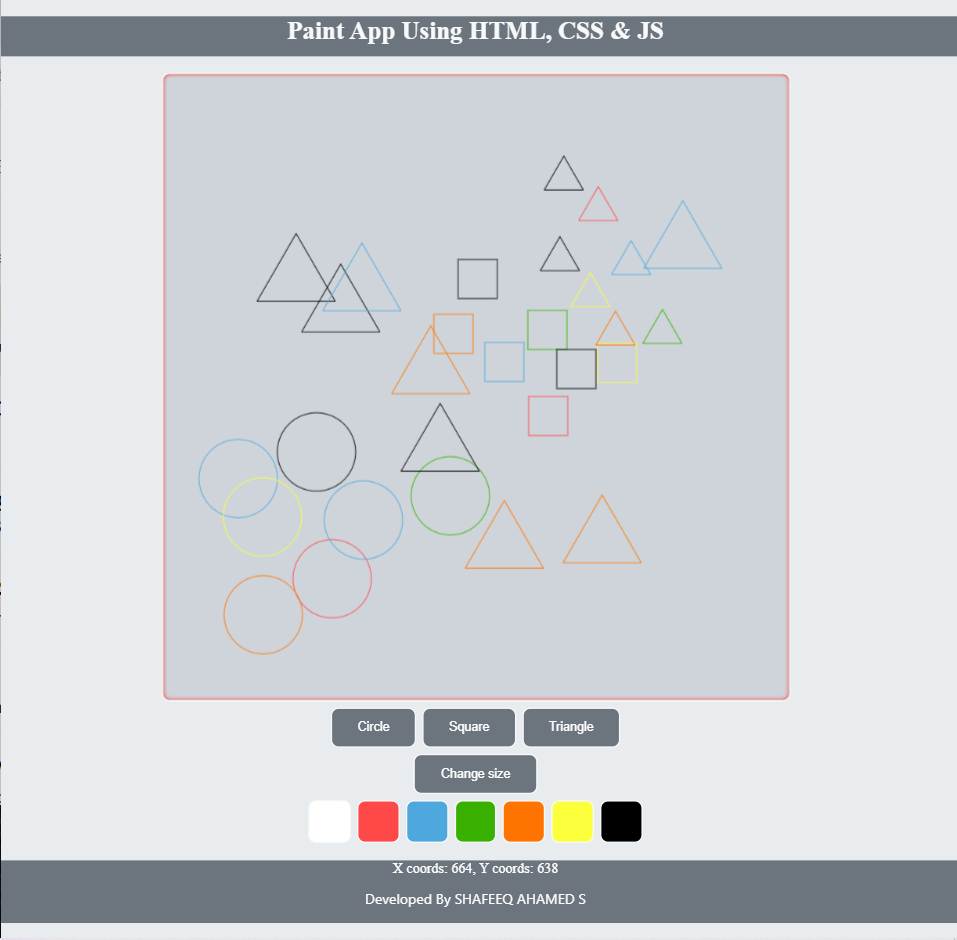 Paint App Using HTML, CSS & JS
Circle
Square
Triangle
Change size
X coords: 664, Y coords: 638
Developed By SHAFEEQ AHAMED S